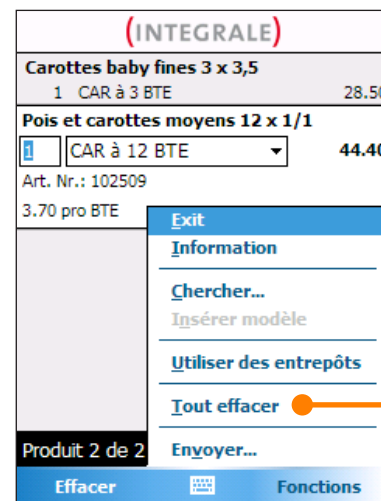 (INTEGRALE)
Carottes baby fines 3 x 3,5
1 CAR à 3 BTE 28.50
Pois et carottes moyens 12 x 1/1
1 CAR à 12 BTE 44.40
Art. Nr.: 102509
3.70 pro BTE
Exit
Information
Chercher...
Insérer modèle
Utiliser des entrepôts
Tout effacer
Envoyer...
Produit 2 de 2
Effacer Fonctions